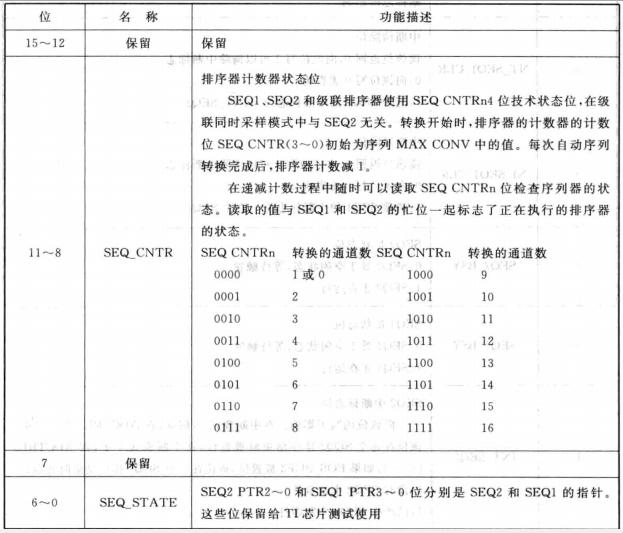 位 名 称 功能描述
15～12 保留 保留
排序器计数器状态位
SEQ1、SEQ2 和级联排序器使用 SEQ CNTRn4 位技术状态位,在级
联同时采样模式中与 SEQ2 无关。转换开始时,排序器的计数器的计数
位 SEQ CNTR(3～0)初始为序列 MAX CONV 中的值。每次自动序列
转换完成后,排序器计数减 1。
在递减计数过程中随时可以读取 SEQ CNTRn 位检查序列器的状
态。读取的值与 SEQ1 和 SEQ2 的忙位一起标志了正在执行的排序器
的状态。
11～8 SEQ_CNTR SEQ CNTRn 转换的通道数 SEQ CNTRn 转换的通道数
0000 1 或 0 1000 9
0001 2 1001 10
0010 3 1010 11
0011 4 1011 12
0100 5 1100 13
0101 6 1101 14
0110 7 1110 15
0111 8 1111 16
7 保留
SEQ2 PTR2～0 和 SEQ1 PTR3～0 位分别是 SEQ2 和 SEQ1 的指针。
6～0 SEQ_STATE
这些位保留给 TI 芯片测试使用